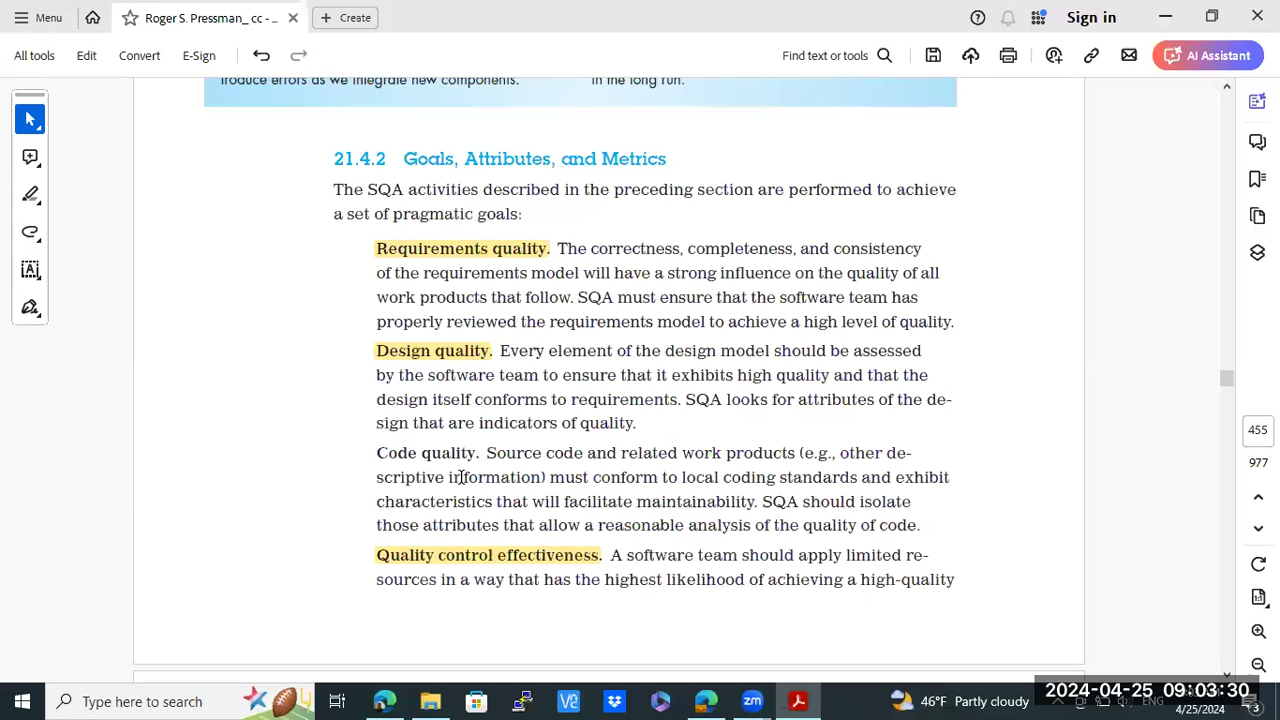 Menu
Roger S. Pressman_ cc - ...
Create
Sign in
All tools
Edit
Convert
E-Sign
Find text or tools
AI Assistant
troduce errors as we integrate new components.
in the long run.
21.4.2 Goals, Attributes, and Metrics
The SQA activities described in the preceding section are performed to achieve
a set of pragmatic goals:
Requirements quality. The correctness, completeness, and consistency
of the requirements model will have a strong influence on the quality of all
work products that follow. SQA must ensure that the software team has
properly reviewed the requirements model to achieve a high level of quality.
Design quality. Every element of the design model should be assessed
by the software team to ensure that it exhibits high quality and that the
design itself conforms to requirements. SQA looks for attributes of the de-
sign that are indicators of quality.
Code quality. Source code and related work products (e.g., other de-
scriptive information) must conform to local coding standards and exhibit
characteristics that will facilitate maintainability. SQA should isolate
those attributes that allow a reasonable analysis of the quality of code.
Quality control effectiveness. A software team should apply limited re-
sources in a way that has the highest likelihood of achieving a high-quality
455
977
Type here to search
46°F Partly cloudy
2024-04-25 09:03:30
4/25/2024